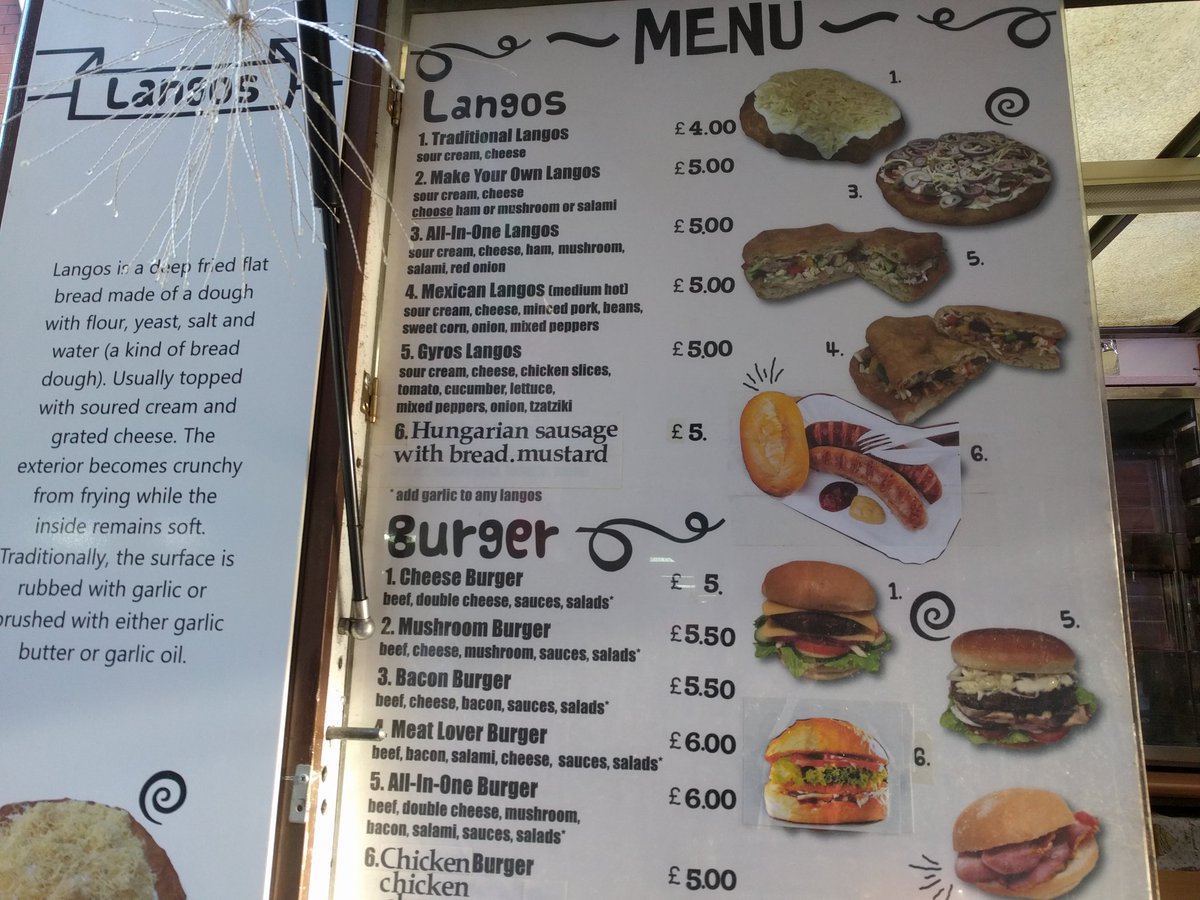 Langos
Langos is a deep fried flat
bread made of a dough
with flour, yeast, salt and
water (a kind of bread
dough). Usually topped
with soured cream and
grated cheese. The
exterior becomes crunchy
from frying while the
inside remains soft.
Traditionally, the surface is
rubbed with garlic or
brushed with either garlic
butter or garlic oil.
MENU
Langos
1. Traditional Langos £4.00
sour cream, cheese
2. Make Your Own Langos £5.00
sour cream, cheese
choose ham or mushroom or salami
3. All-In-One Langos £5.00
sour cream, cheese, ham, mushroom,
salami, red onion
4. Mexican Langos (medium hot) £5.00
sour cream, cheese, minced pork, beans,
sweet corn, onion, mixed peppers
5. Gyros Langos £5.00
sour cream, cheese, chicken slices,
tomato, cucumber, lettuce,
mixed peppers, onion, tzatziki
6. Hungarian sausage £5.
with bread.mustard
* add garlic to any langos
1.
3.
5.
4.
6.
Burger
1. Cheese Burger £ 5.
beef, double cheese, sauces, salads*
2. Mushroom Burger £5.50
beef, cheese, mushroom, sauces, salads*
3. Bacon Burger £5.50
beef, cheese, bacon, sauces, salads*
4. Meat Lover Burger £6.00
beef, bacon, salami, cheese, sauces, salads*
5. All-In-One Burger £6.00
beef, double cheese, mushroom,
bacon, salami, sauces, salads*
6. Chicken Burger £5.00
chicken
1.
5.
6.